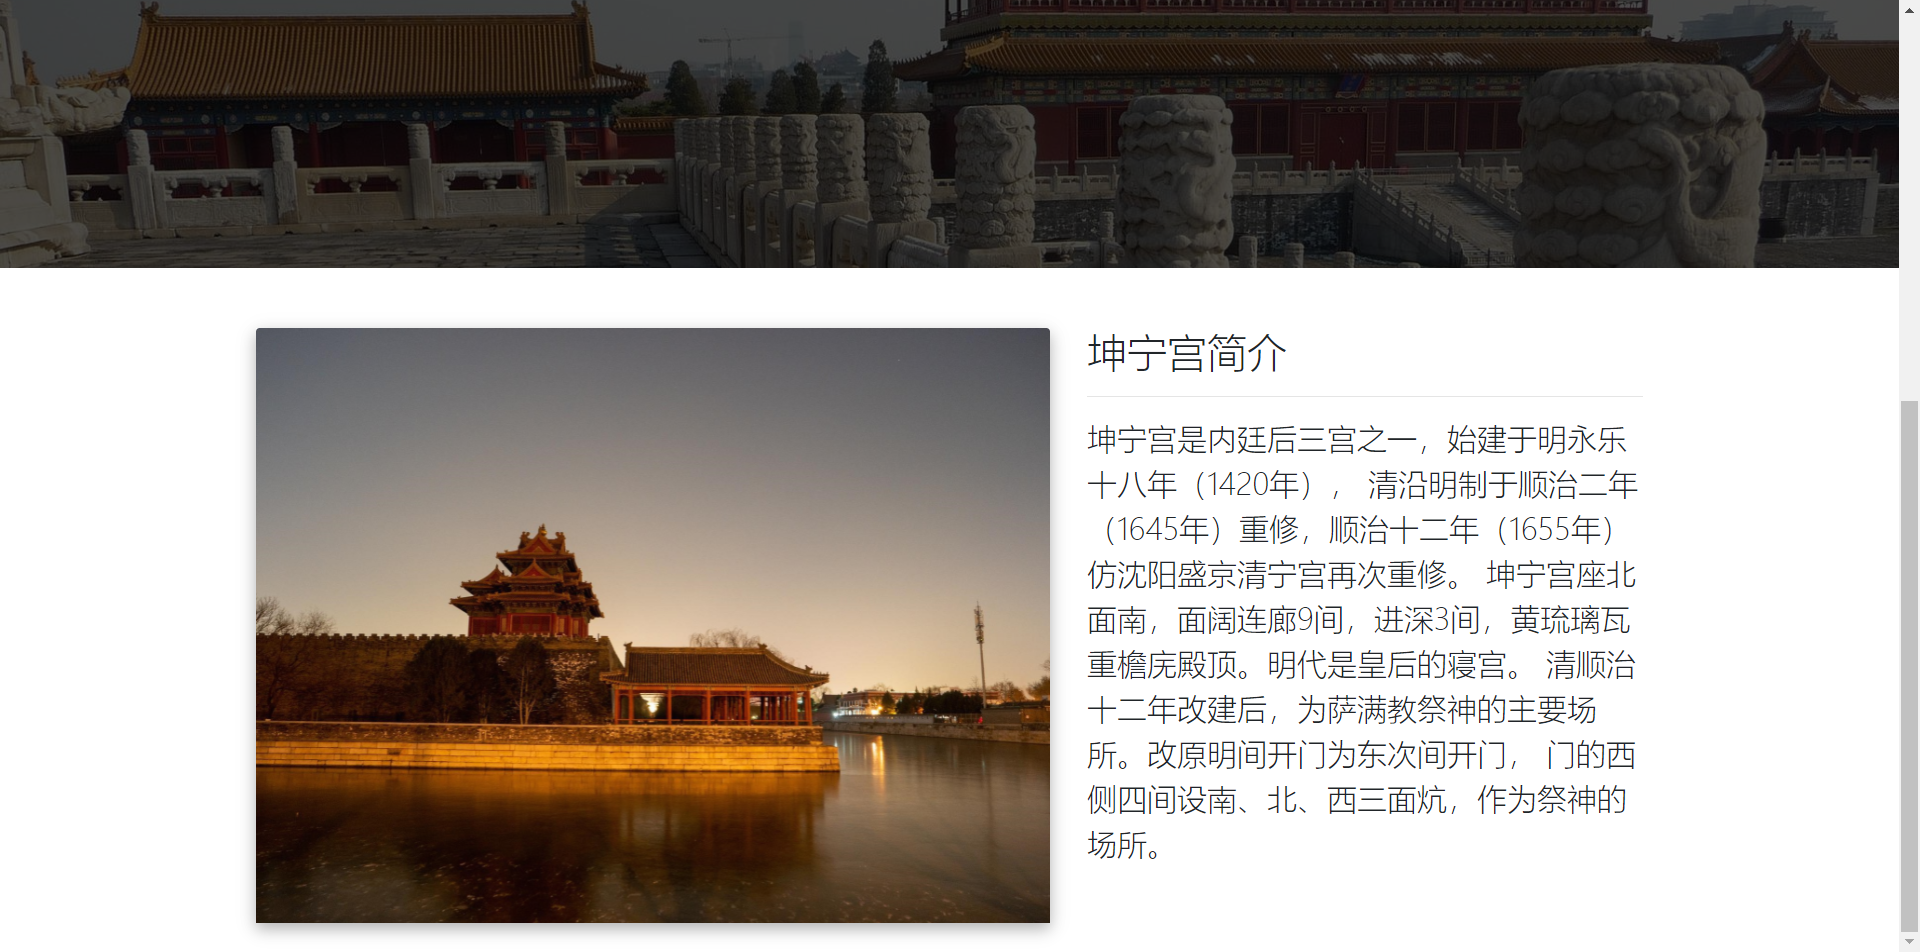 坤宁宫简介
坤宁宫是内廷后三宫之一，始建于明永乐
十八年（1420年）， 清沿明制于顺治二年
（1645年）重修，顺治十二年（1655年）
仿沈阳盛京清宁宫再次重修。 坤宁宫座北
面南，面阔连廊9间，进深3间，黄琉璃瓦
重檐庑殿顶。明代是皇后的寝宫。 清顺治
十二年改建后，为萨满教祭神的主要场
所。改原明间开门为东次间开门， 门的西
侧四间设南、北、西三面炕，作为祭神的
场所。